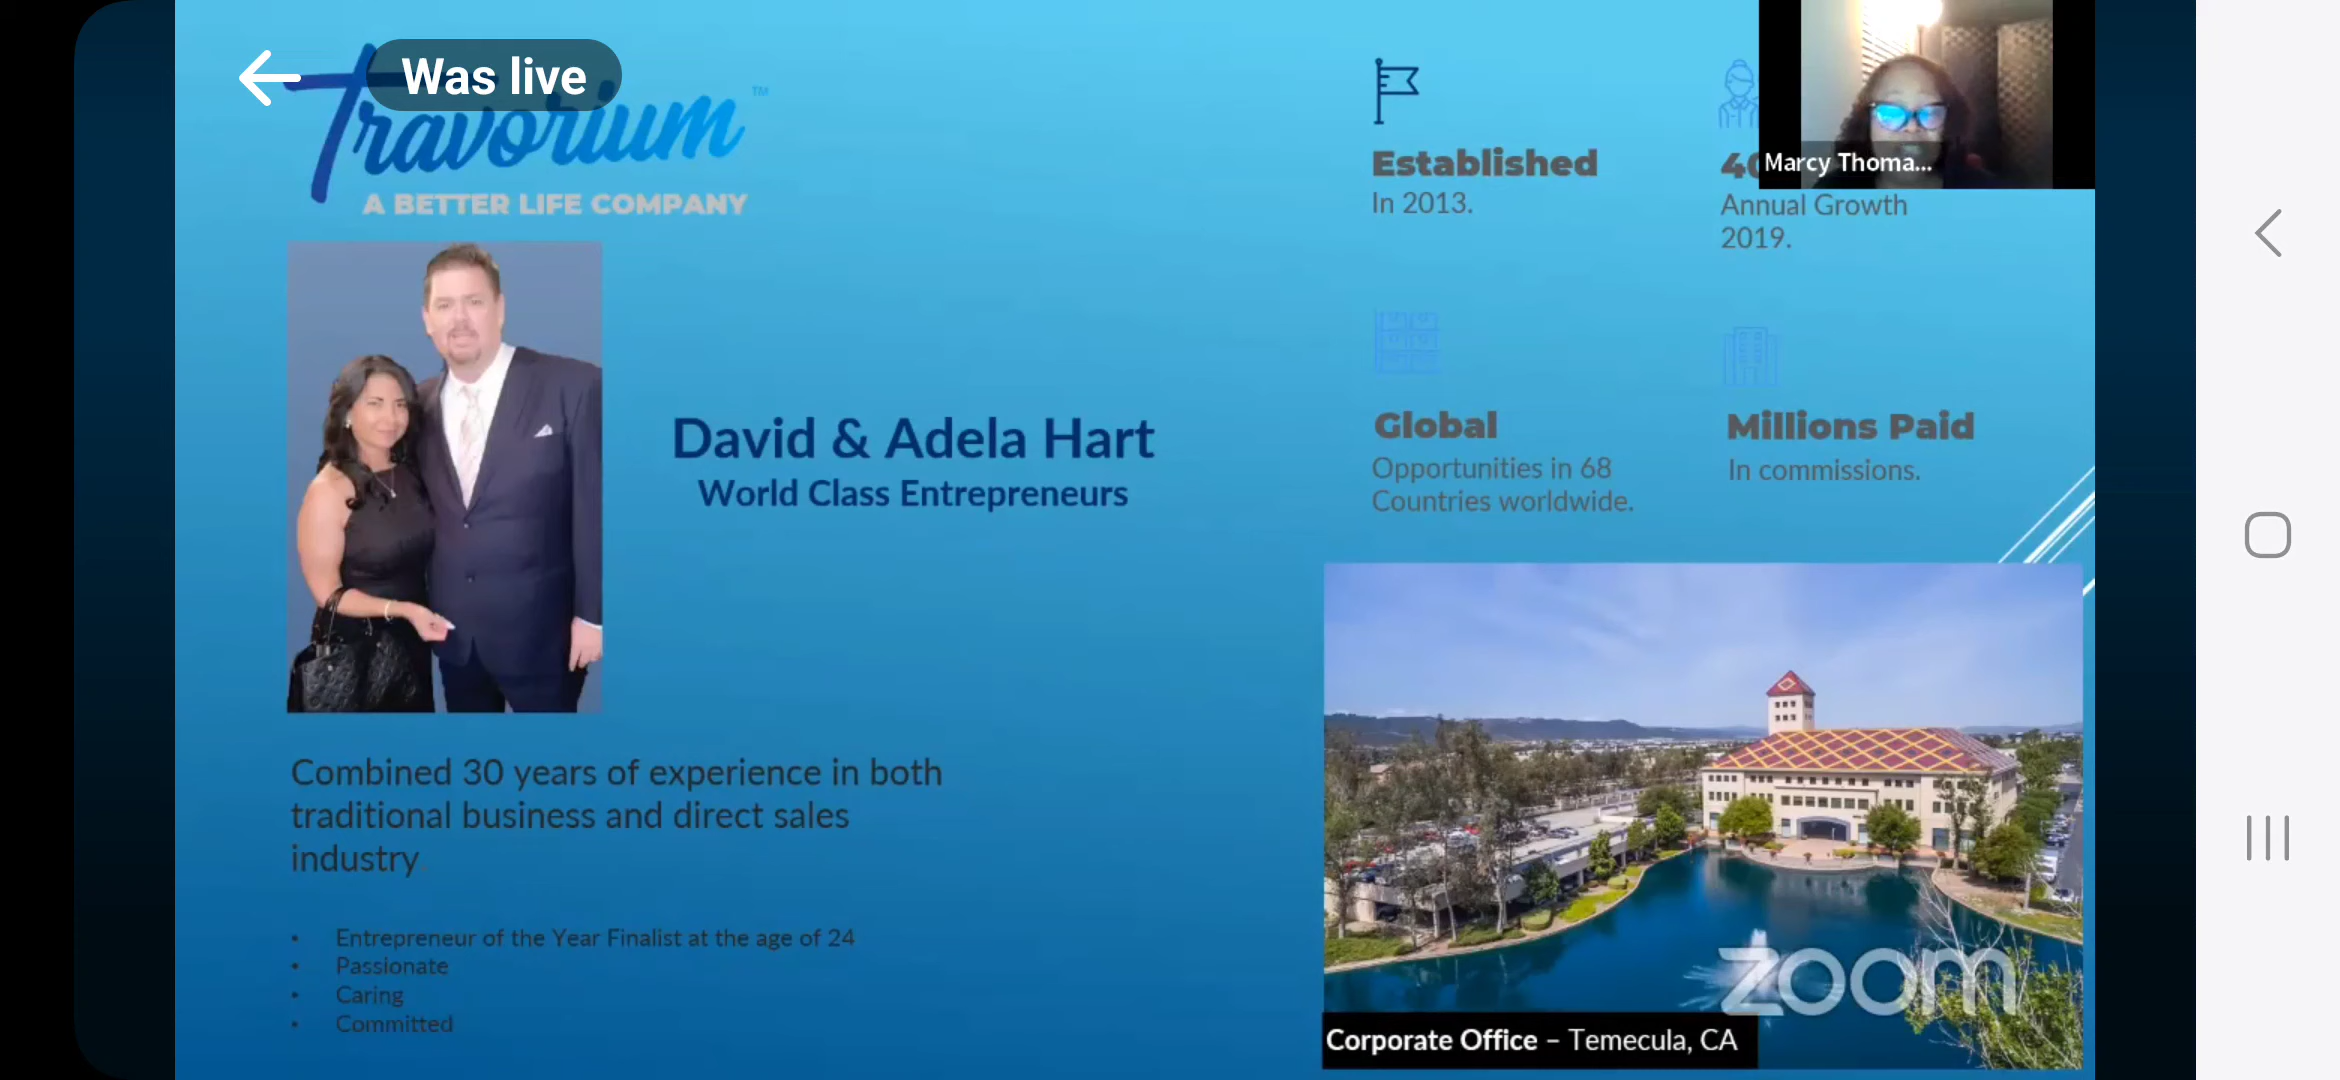 Was live
Travorium™
A BETTER LIFE COMPANY
Established
In 2013.
40
Annual Growth
2019.
Marcy Thoma...
Global
Opportunities in 68
Countries worldwide.
Millions Paid
In commissions.
David & Adela Hart
World Class Entrepreneurs
Combined 30 years of experience in both
traditional business and direct sales
industry.
• Entrepreneur of the Year Finalist at the age of 24
• Passionate
• Caring
• Committed
zoom
Corporate Office – Temecula, CA